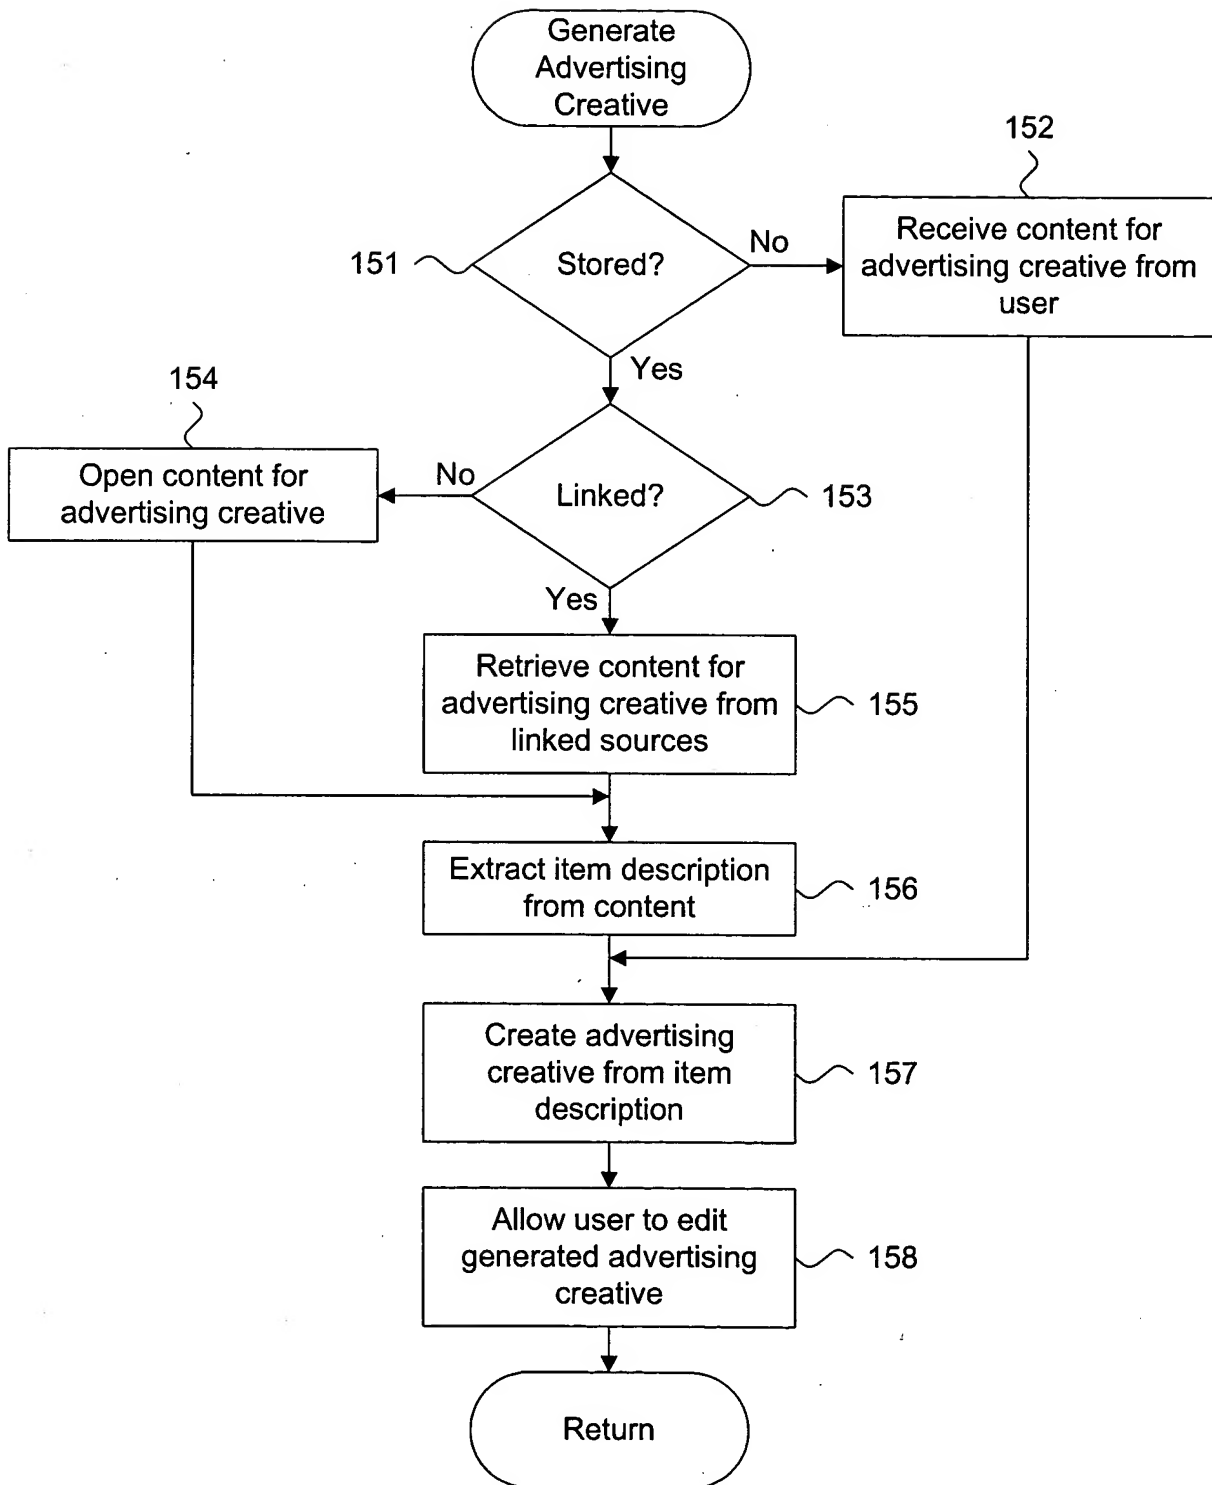 Generate
Advertising
Creative
152
151
Stored?
No
Receive content for
advertising creative from
user
Yes
154
Open content for
advertising creative
No
Linked?
153
Yes
Retrieve content for
advertising creative from
linked sources
155
Extract item description
from content
156
Create advertising
creative from item
description
157
Allow user to edit
generated advertising
creative
158
Return